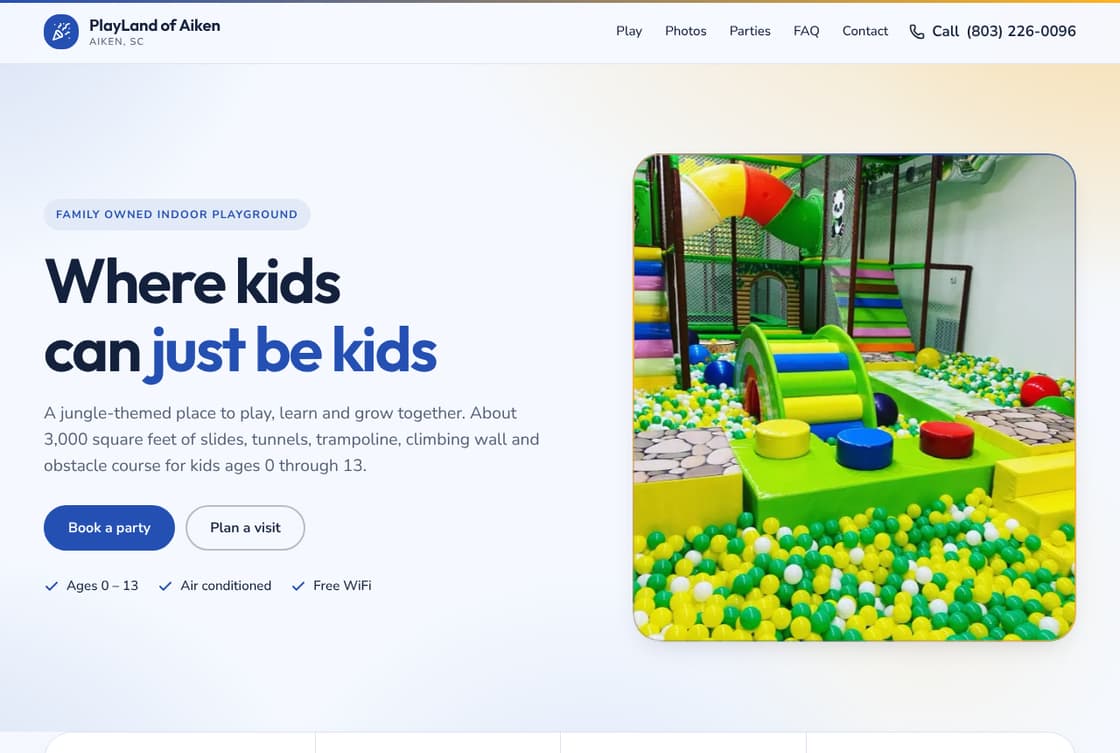 PlayLand of Aiken
AIKEN, SC
Play Photos Parties FAQ Contact Call (803) 226-0096
FAMILY OWNED INDOOR PLAYGROUND
Where kids
can just be kids
A jungle-themed place to play, learn and grow together. About
3,000 square feet of slides, tunnels, trampoline, climbing wall and
obstacle course for kids ages 0 through 13.
Book a party Plan a visit
Ages 0 – 13 Air conditioned Free WiFi